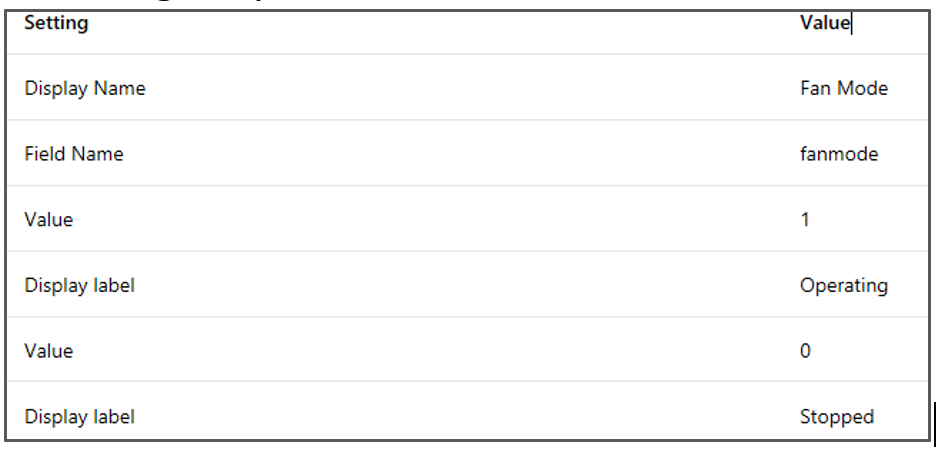 Setting Value
Display Name Fan Mode
Field Name fanmode
Value 1
Display label Operating
Value 0
Display label Stopped